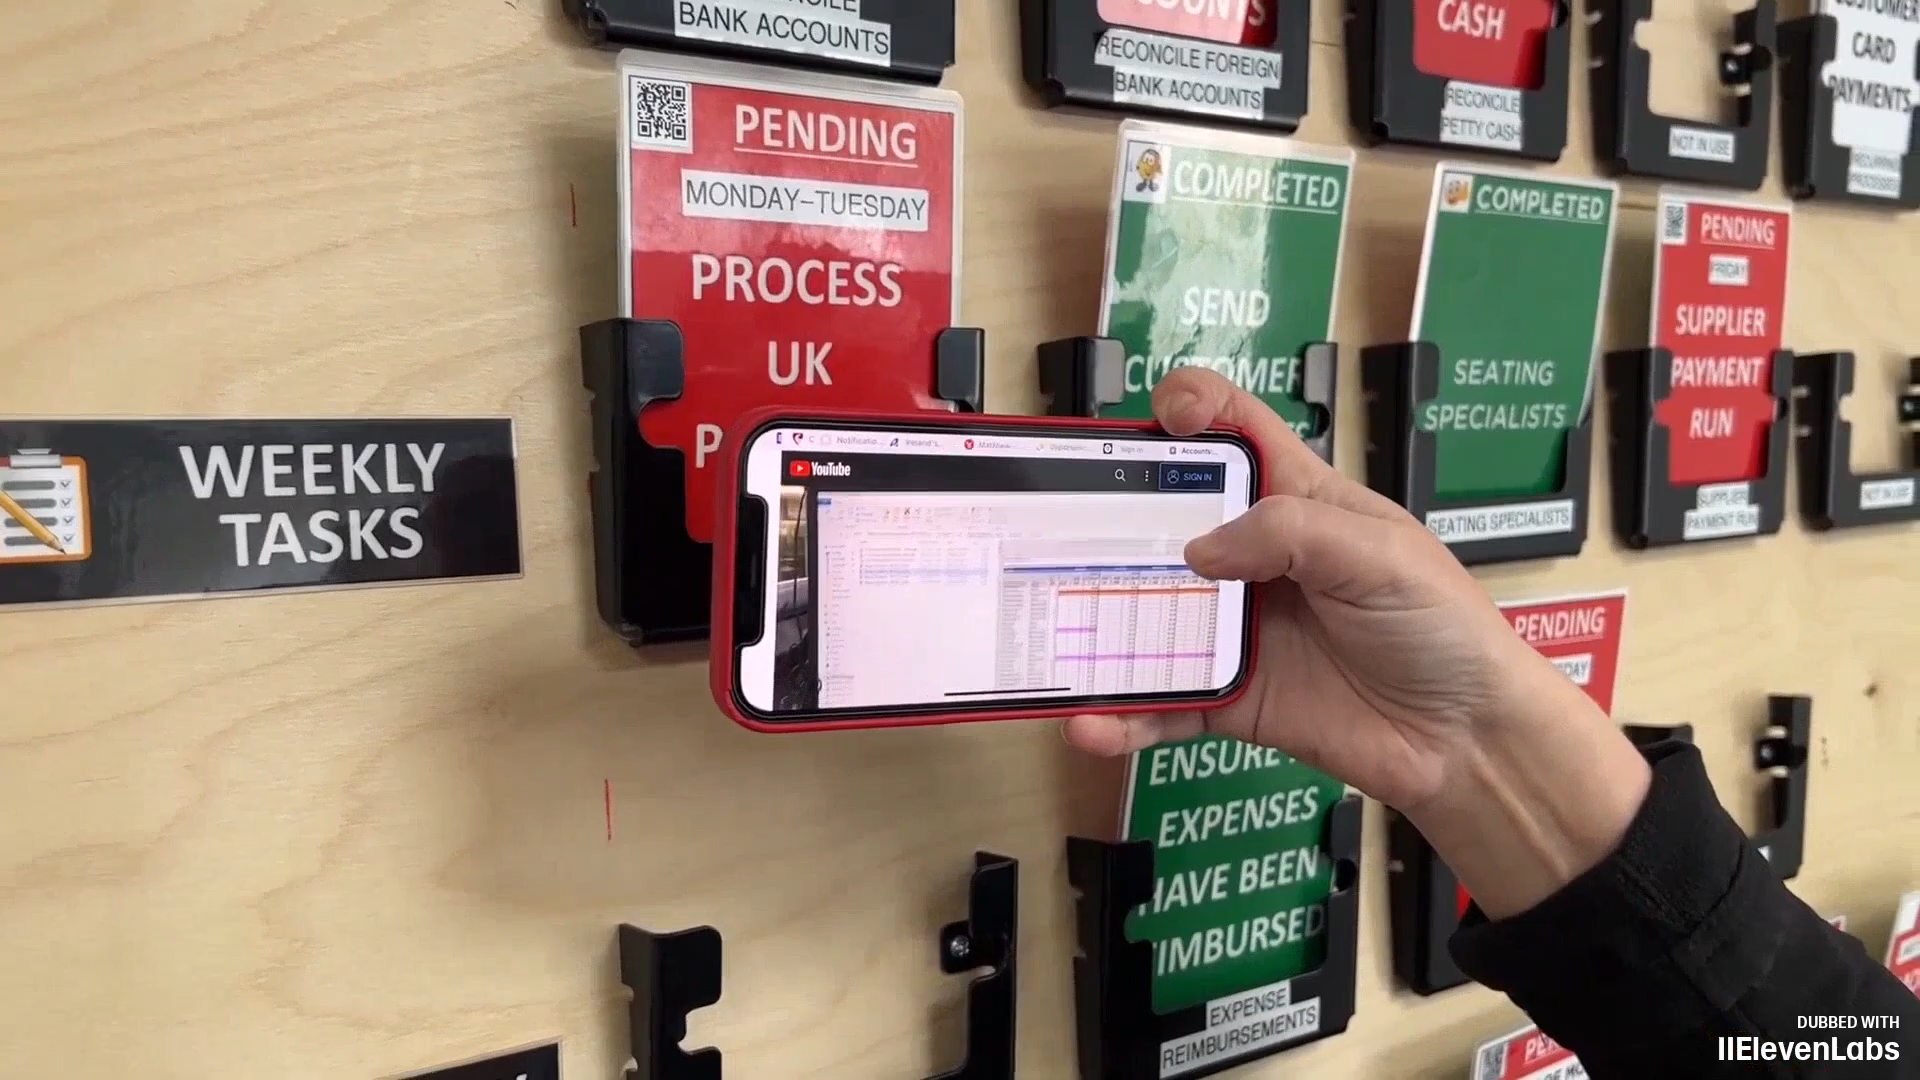 BANK ACCOUNTS
RECONCILE FOREIGN
BANK ACCOUNTS
CASH
RECONCILE
PETTY CASH
NOT IN USE
CARD
PAYMENTS
PENDING
MONDAY–TUESDAY
PROCESS
UK
COMPLETED
SEND
CUSTOMER
COMPLETED
SEATING
SPECIALISTS
SEATING SPECIALISTS
PENDING
FRIDAY
SUPPLIER
PAYMENT
RUN
SUPPLIER
PAYMENT RUN
NOT IN USE
WEEKLY
TASKS
YouTube
SIGN IN
PENDING
ENSURE
EXPENSES
HAVE BEEN
EXPENSE
REIMBURSEMENTS
DUBBED WITH
IIElevenLabs